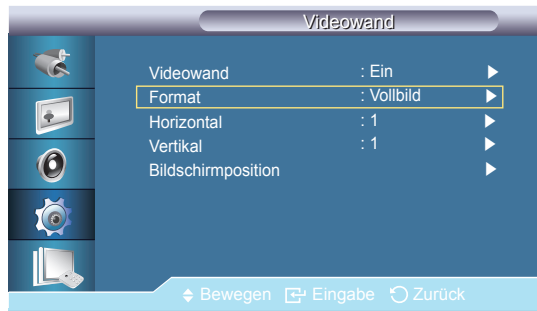 Videowand
Videowand : Ein
Format : Vollbild
Horizontal : 1
Vertikal : 1
Bildschirmposition
Bewegen Eingabe Zurück